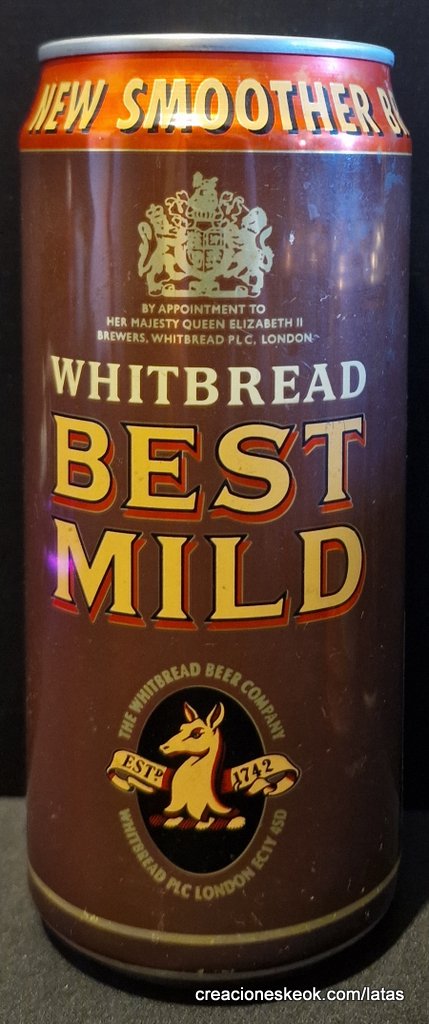 NEW SMOOTHER
BY APPOINTMENT TO
HER MAJESTY QUEEN ELIZABETH II
BREWERS, WHITBREAD PLC, LONDON
WHITBREAD
BEST
MILD
THE WHITBREAD BEER COMPANY
ESTD 1742
WHITBREAD PLC LONDON EC1Y 4SD
creacioneskeok.com/latas